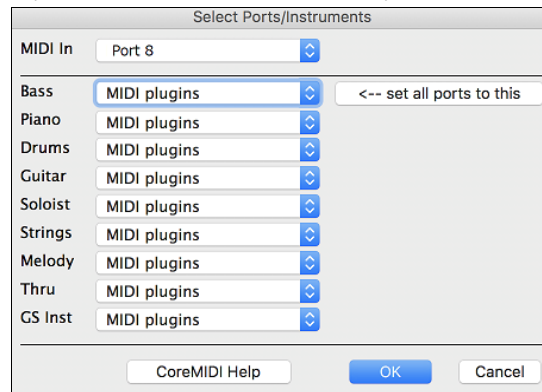 Select Ports/Instruments
MIDI In Port 8
Bass MIDI plugins <-- set all ports to this
Piano MIDI plugins
Drums MIDI plugins
Guitar MIDI plugins
Soloist MIDI plugins
Strings MIDI plugins
Melody MIDI plugins
Thru MIDI plugins
GS Inst MIDI plugins
CoreMIDI Help OK Cancel